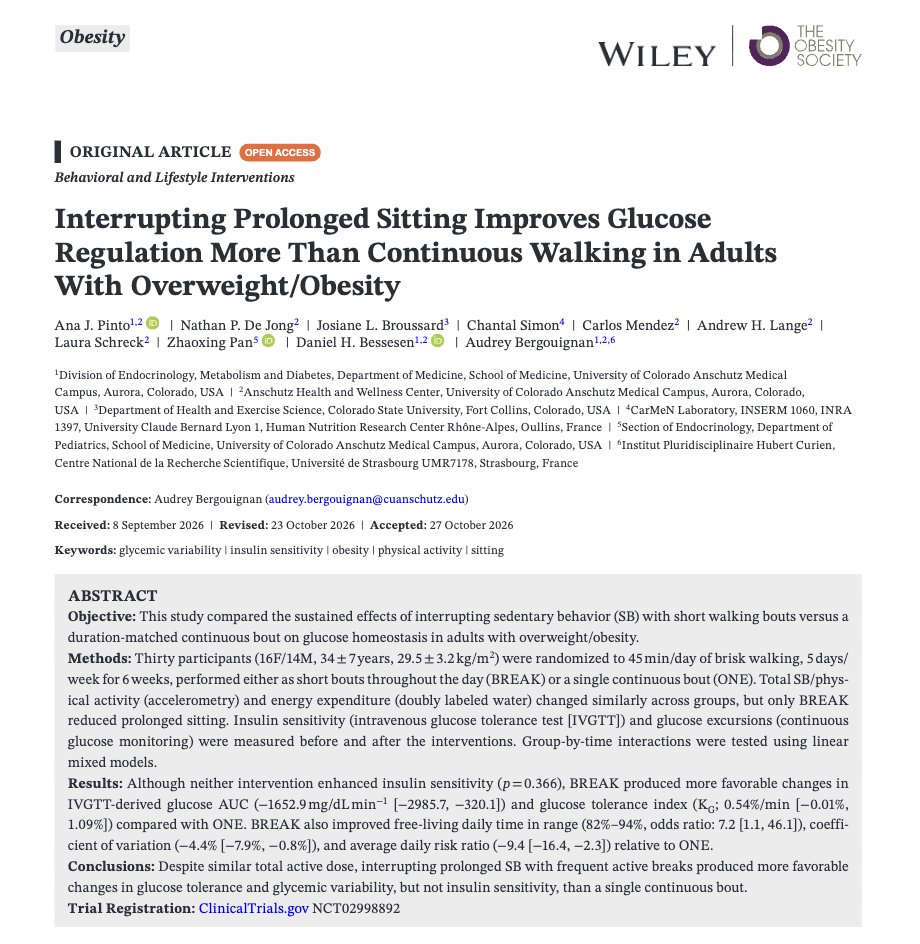 Obesity
WILEY
THE
OBESITY
SOCIETY
ORIGINAL ARTICLE OPEN ACCESS
Behavioral and Lifestyle Interventions
Interrupting Prolonged Sitting Improves Glucose
Regulation More Than Continuous Walking in Adults
With Overweight/Obesity
Ana J. Pinto1,2 iD | Nathan P. De Jong2 | Josiane L. Broussard3 | Chantal Simon4 | Carlos Mendez2 | Andrew H. Lange2 |
Laura Schreck2 | Zhaoxing Pan5 iD | Daniel H. Bessesen1,2 iD | Audrey Bergouignan1,2,6
1Division of Endocrinology, Metabolism and Diabetes, Department of Medicine, School of Medicine, University of Colorado Anschutz Medical
Campus, Aurora, Colorado, USA | 2Anschutz Health and Wellness Center, University of Colorado Anschutz Medical Campus, Aurora, Colorado,
USA | 3Department of Health and Exercise Science, Colorado State University, Fort Collins, Colorado, USA | 4CarMeN Laboratory, INSERM 1060, INRA
1397, University Claude Bernard Lyon 1, Human Nutrition Research Center Rhône-Alpes, Oullins, France | 5Section of Endocrinology, Department of
Pediatrics, School of Medicine, University of Colorado Anschutz Medical Campus, Aurora, Colorado, USA | 6Institut Pluridisciplinaire Hubert Curien,
Centre National de la Recherche Scientifique, Université de Strasbourg UMR7178, Strasbourg, France
Correspondence: Audrey Bergouignan (audrey.bergouignan@cuanschutz.edu)
Received: 8 September 2026 | Revised: 23 October 2026 | Accepted: 27 October 2026
Keywords: glycemic variability | insulin sensitivity | obesity | physical activity | sitting
ABSTRACT
Objective: This study compared the sustained effects of interrupting sedentary behavior (SB) with short walking bouts versus a
duration-matched continuous bout on glucose homeostasis in adults with overweight/obesity.
Methods: Thirty participants (16F/14M, 34±7years, 29.5±3.2kg/m²) were randomized to 45min/day of brisk walking, 5days/
week for 6weeks, performed either as short bouts throughout the day (BREAK) or a single continuous bout (ONE). Total SB/phys-
ical activity (accelerometry) and energy expenditure (doubly labeled water) changed similarly across groups, but only BREAK
reduced prolonged sitting. Insulin sensitivity (intravenous glucose tolerance test [IVGTT]) and glucose excursions (continuous
glucose monitoring) were measured before and after the interventions. Group-by-time interactions were tested using linear
mixed models.
Results: Although neither intervention enhanced insulin sensitivity (p=0.366), BREAK produced more favorable changes in
IVGTT-derived glucose AUC (−1652.9mg/dLmin⁻¹ [−2985.7, −320.1]) and glucose tolerance index (KG; 0.54%/min [−0.01%,
1.09%]) compared with ONE. BREAK also improved free-living daily time in range (82%–94%, odds ratio: 7.2 [1.1, 46.1]), coeffi-
cient of variation (−4.4% [−7.9%, −0.8%]), and average daily risk ratio (−9.4 [−16.4, −2.3]) relative to ONE.
Conclusions: Despite similar total active dose, interrupting prolonged SB with frequent active breaks produced more favorable
changes in glucose tolerance and glycemic variability, but not insulin sensitivity, than a single continuous bout.
Trial Registration: ClinicalTrials.gov NCT02998892